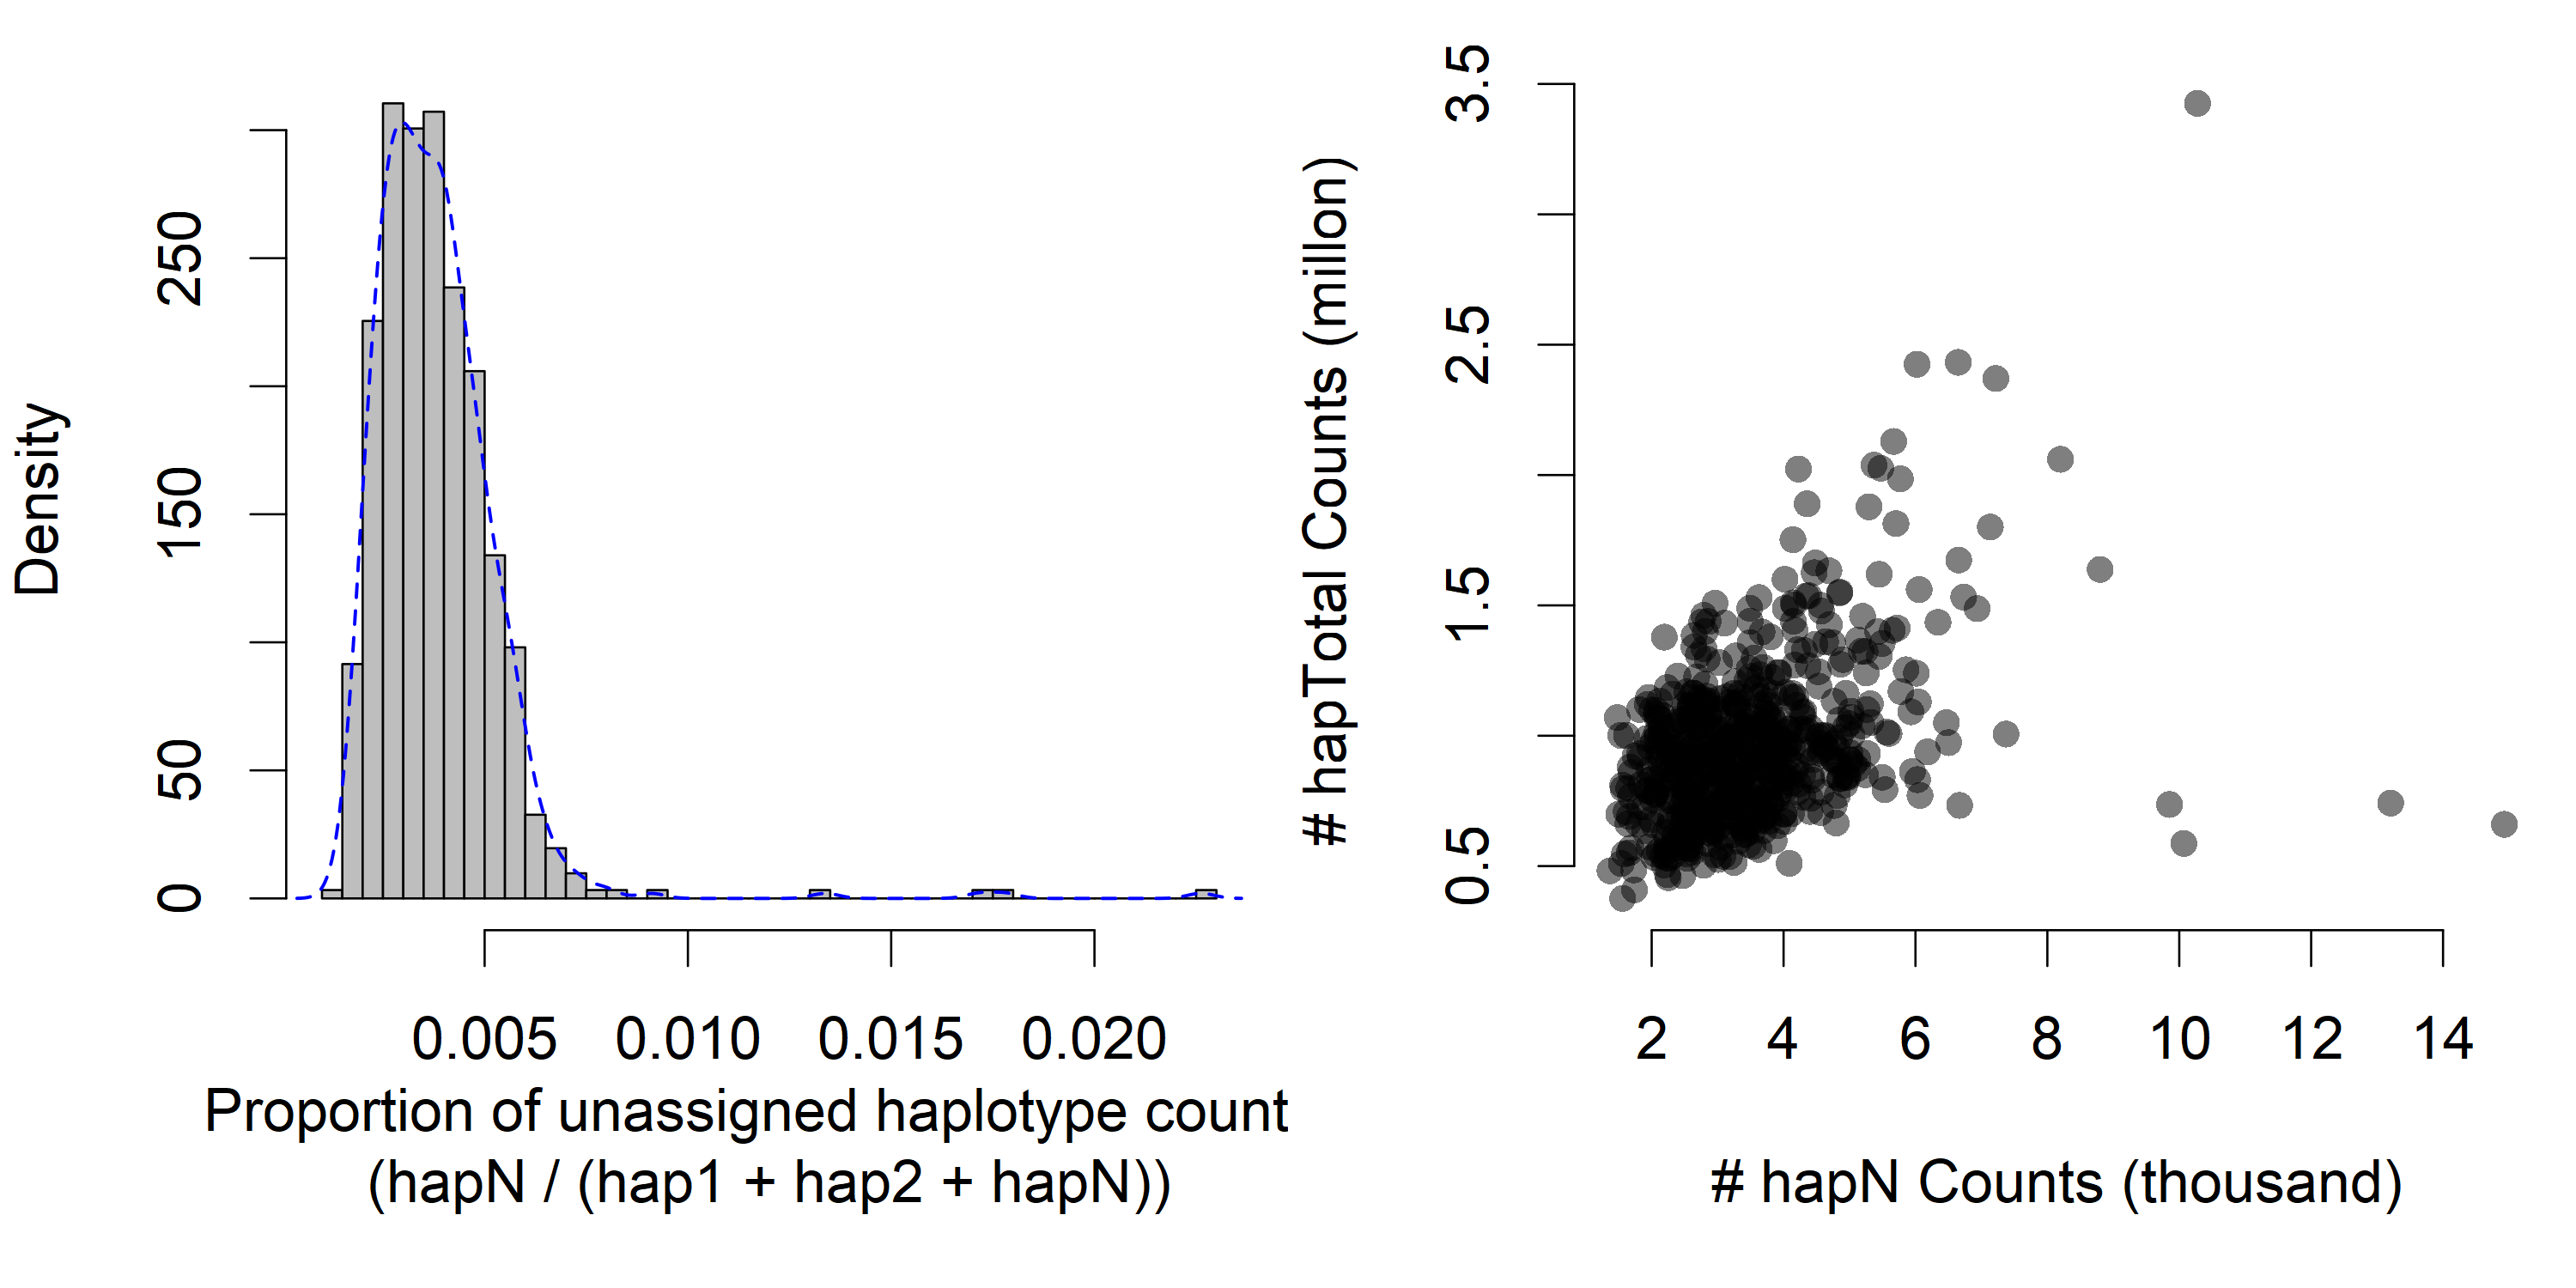 Density
0
50
150
250
0.005 0.010 0.015 0.020
Proportion of unassigned haplotype count
(hapN / (hap1 + hap2 + hapN))
# hapTotal Counts (millon)
0.5
1.5
2.5
3.5
2 4 6 8 10 12 14
# hapN Counts (thousand)